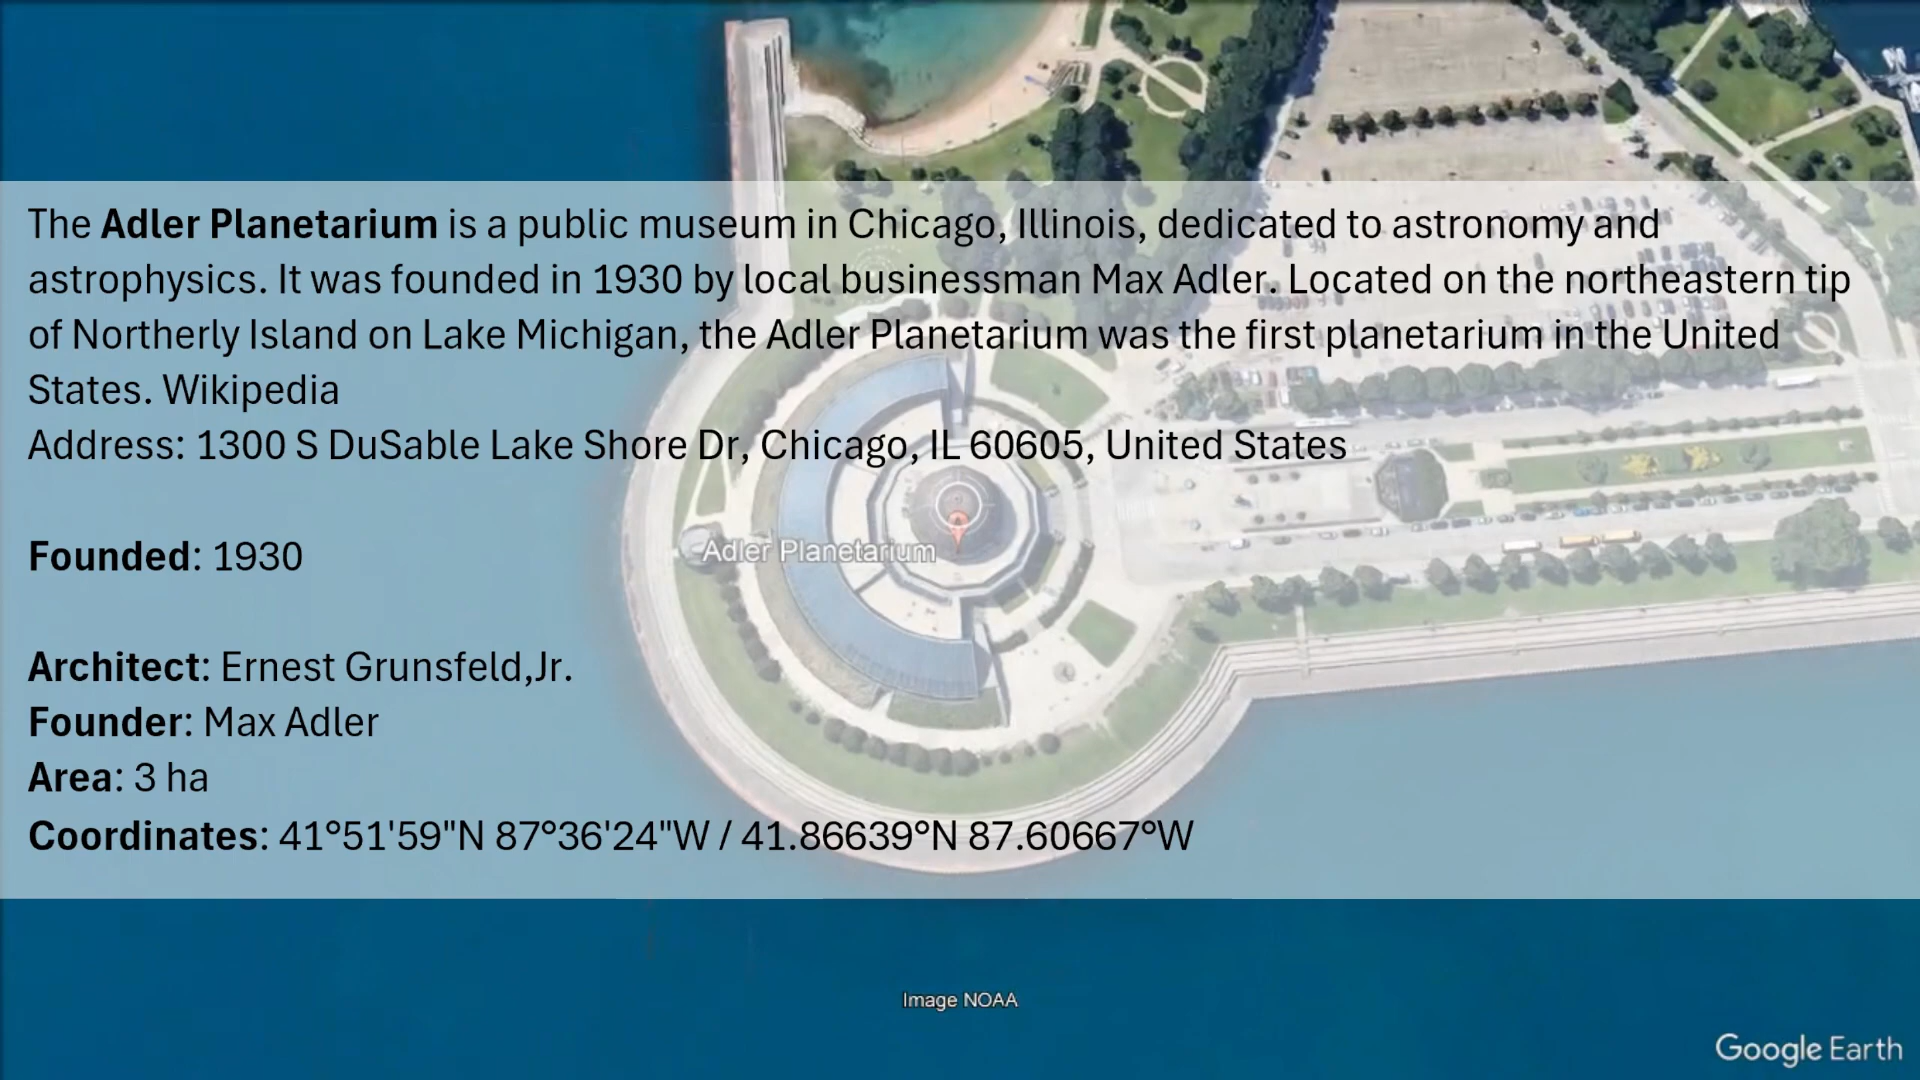 The Adler Planetarium is a public museum in Chicago, Illinois, dedicated to astronomy and
astrophysics. It was founded in 1930 by local businessman Max Adler. Located on the northeastern tip
of Northerly Island on Lake Michigan, the Adler Planetarium was the first planetarium in the United
States. Wikipedia
Address: 1300 S DuSable Lake Shore Dr, Chicago, IL 60605, United States
Founded: 1930
Adler Planetarium
Architect: Ernest Grunsfeld,Jr.
Founder: Max Adler
Area: 3 ha
Coordinates: 41°51'59"N 87°36'24"W / 41.86639°N 87.60667°W
Image NOAA
Google Earth